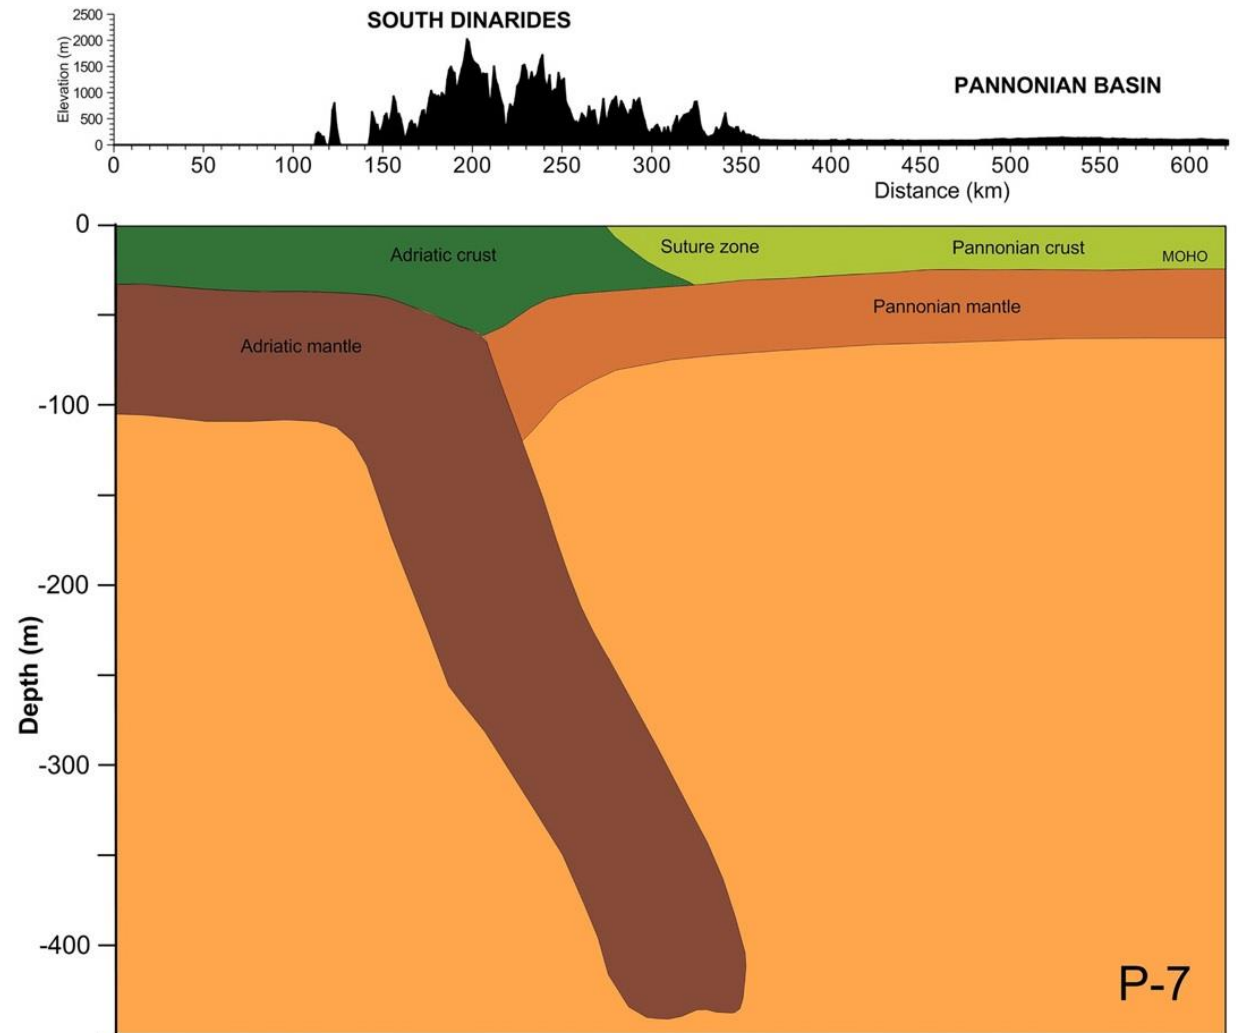 SOUTH DINARIDES
PANNONIAN BASIN
Elevation (m)
2500
2000
1500
1000
500
0
0 50 100 150 200 250 300 350 400 450 500 550 600
Distance (km)
0
-100
-200
-300
-400
Depth (m)
Adriatic crust
Suture zone
Pannonian crust
MOHO
Pannonian mantle
Adriatic mantle
P-7